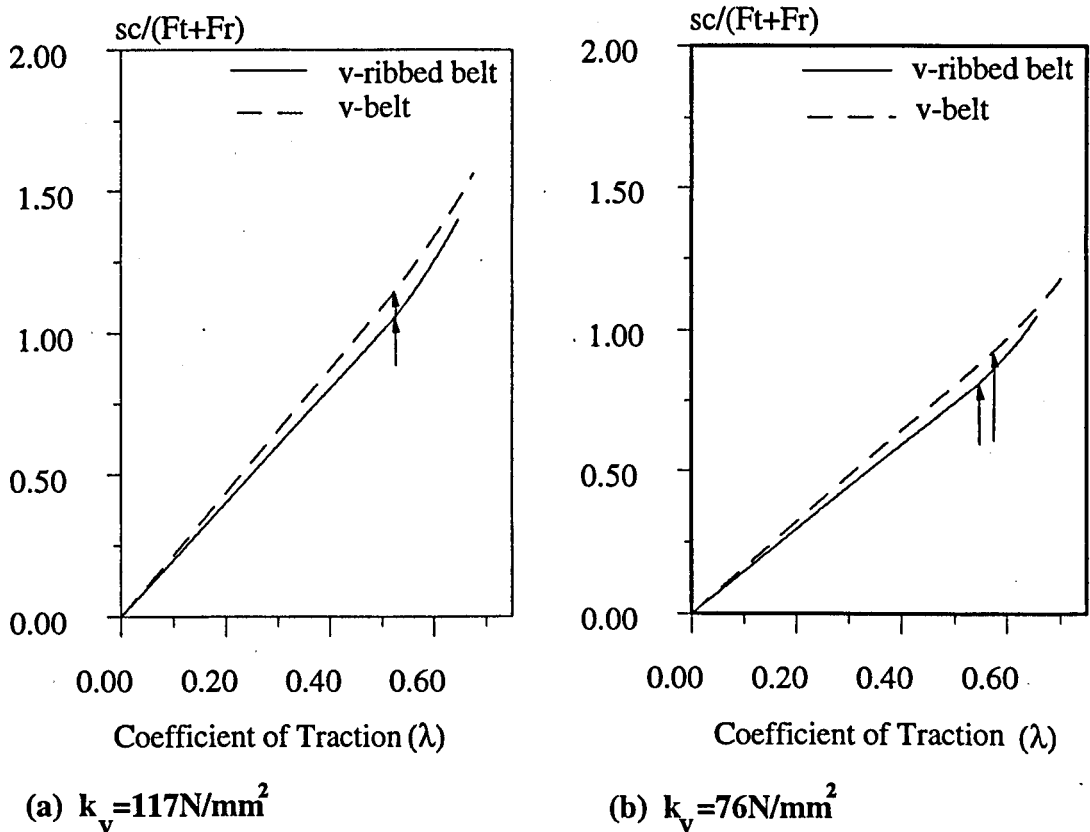 sc/(Ft+Fr)
2.00
v-ribbed belt
v-belt
1.50
1.00
0.50
0.00
0.00 0.20 0.40 0.60
Coefficient of Traction (λ)
(a) k_v=117N/mm²
sc/(Ft+Fr)
2.00
v-ribbed belt
v-belt
1.50
1.00
0.50
0.00
0.00 0.20 0.40 0.60
Coefficient of Traction (λ)
(b) k_v=76N/mm²